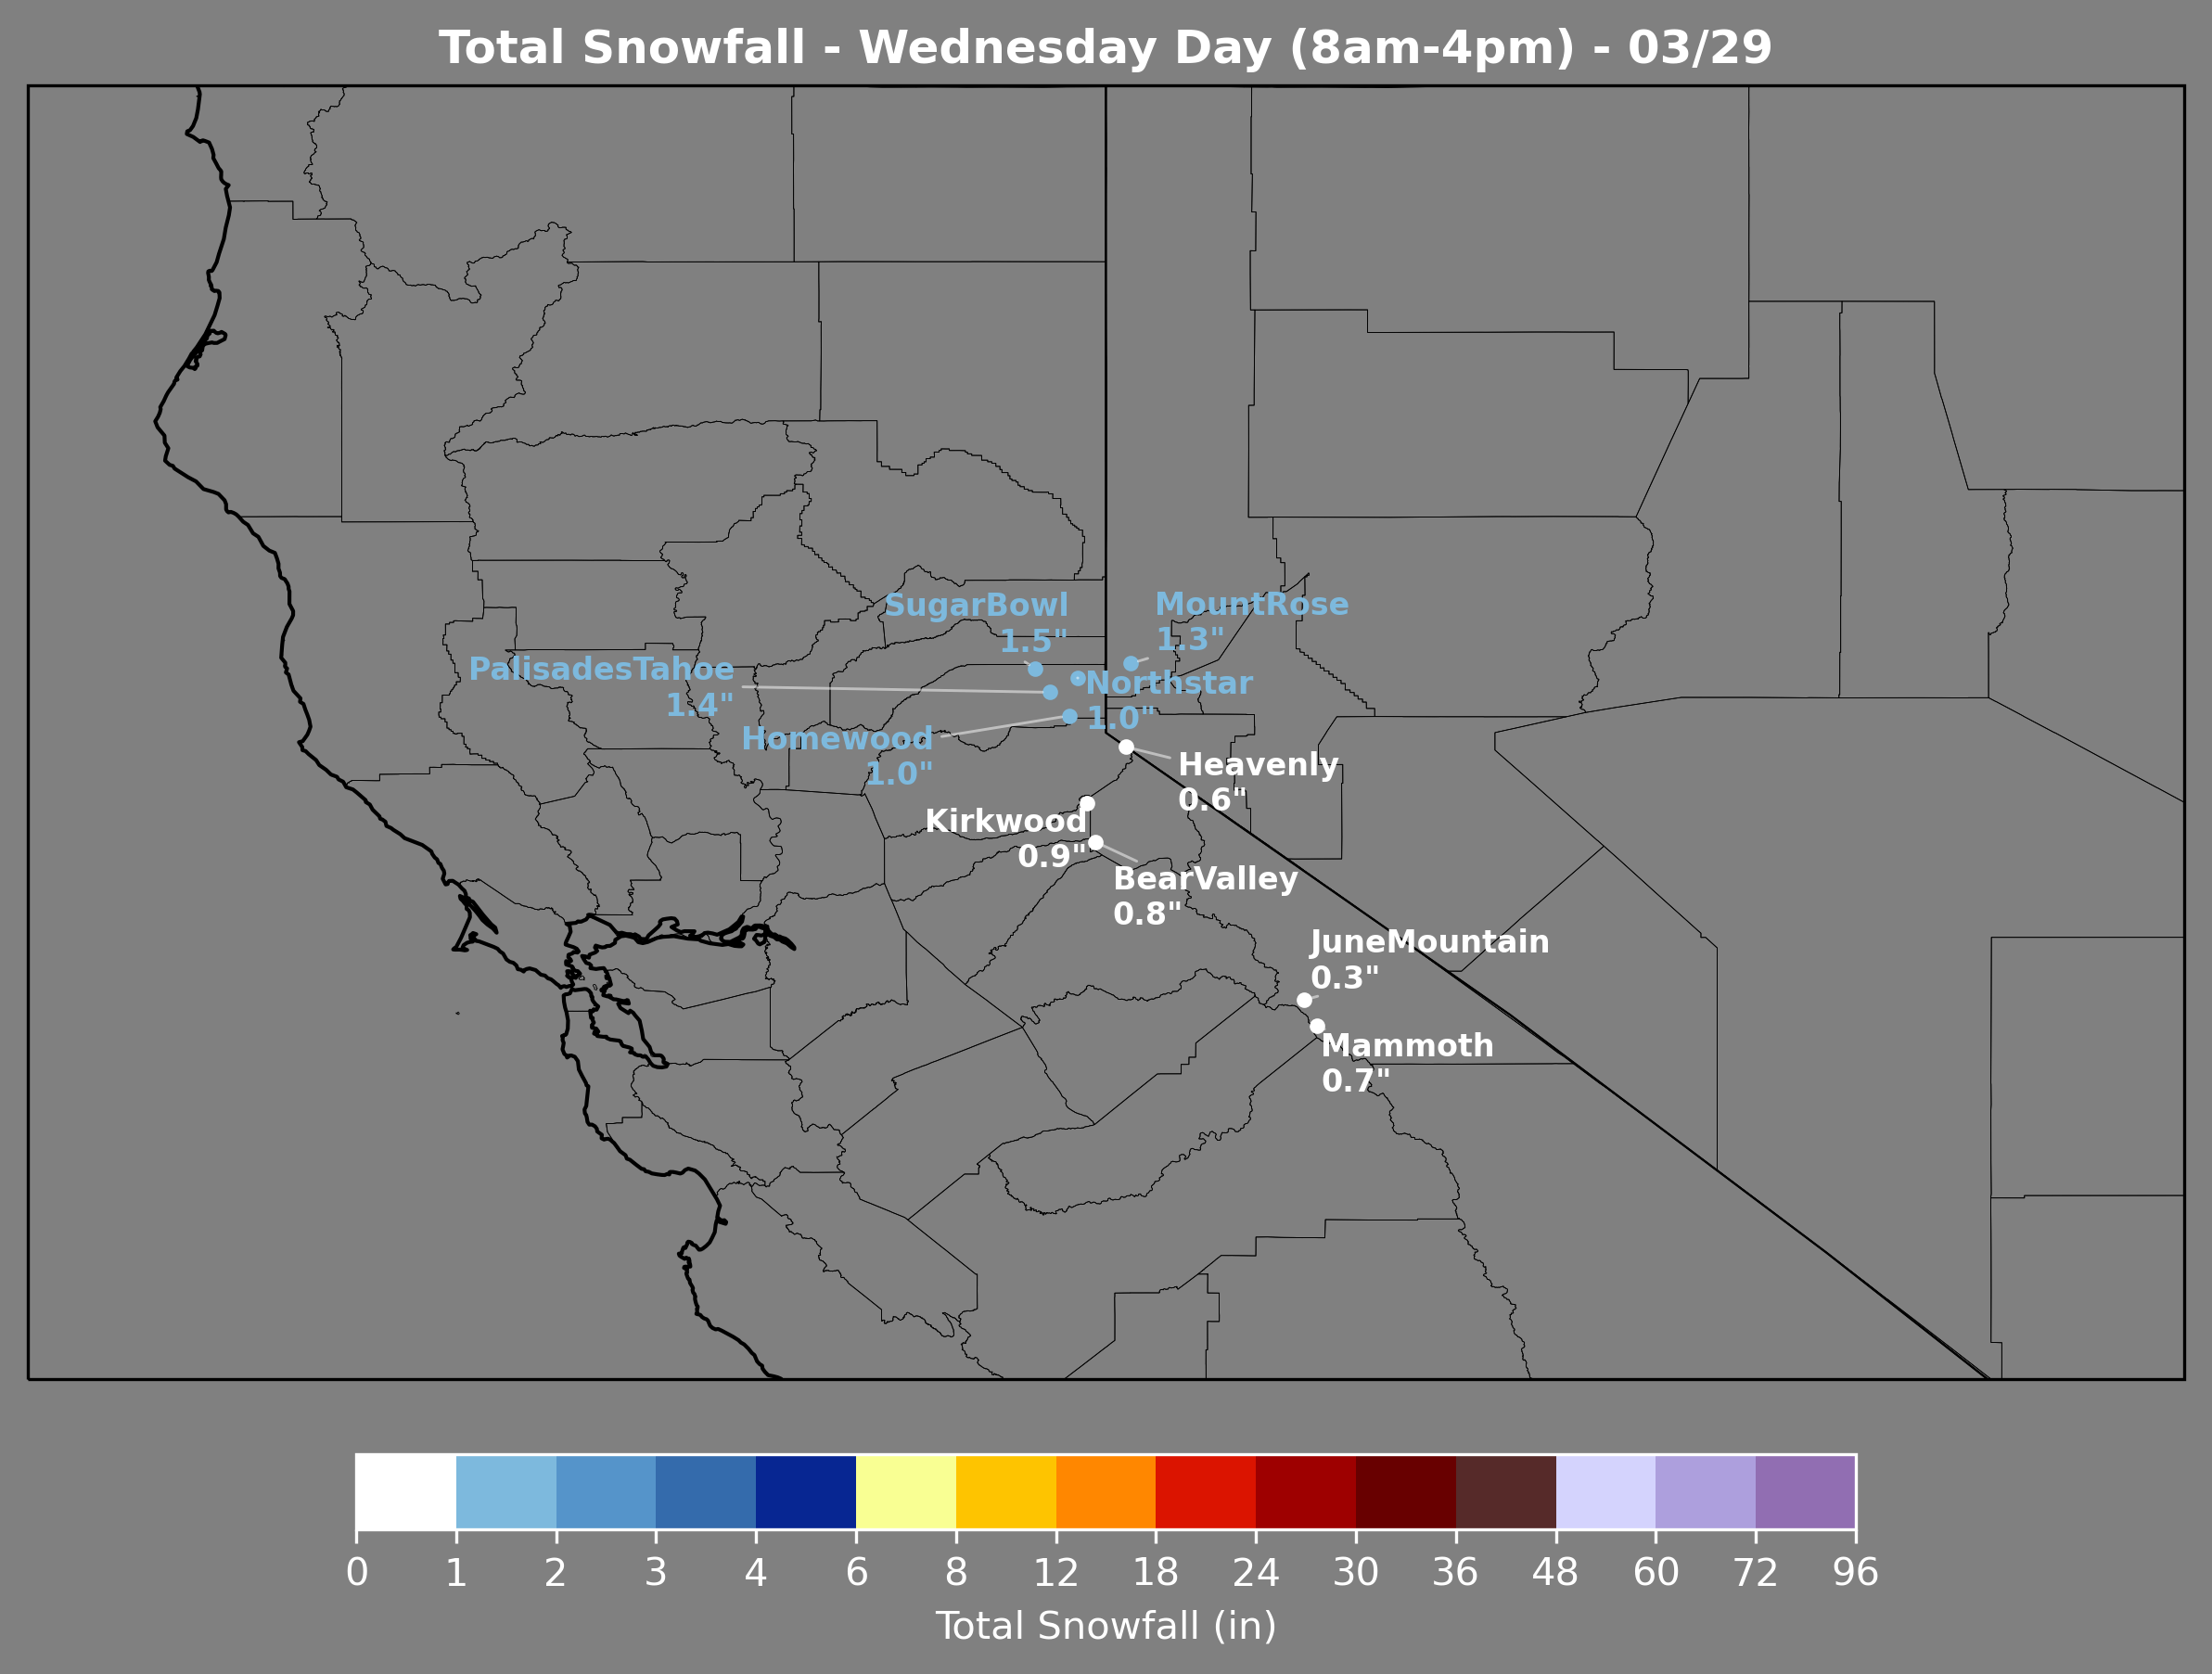 Total Snowfall - Wednesday Day (8am-4pm) - 03/29
SugarBowl
1.5"
MountRose
1.3"
PalisadesTahoe
1.4"
Northstar
1.0"
Homewood
1.0"
Heavenly
0.6"
Kirkwood
0.9"
BearValley
0.8"
JuneMountain
0.3"
Mammoth
0.7"
0 1 2 3 4 6 8 12 18 24 30 36 48 60 72 96
Total Snowfall (in)